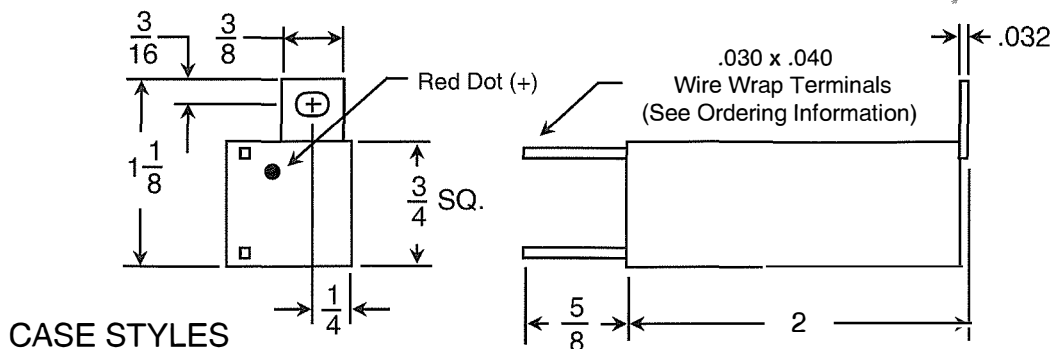 3/16
3/8
.032
Red Dot (+)
.030 x .040
Wire Wrap Terminals
(See Ordering Information)
1 1/8
3/4 SQ.
1/4
5/8
2
CASE STYLES